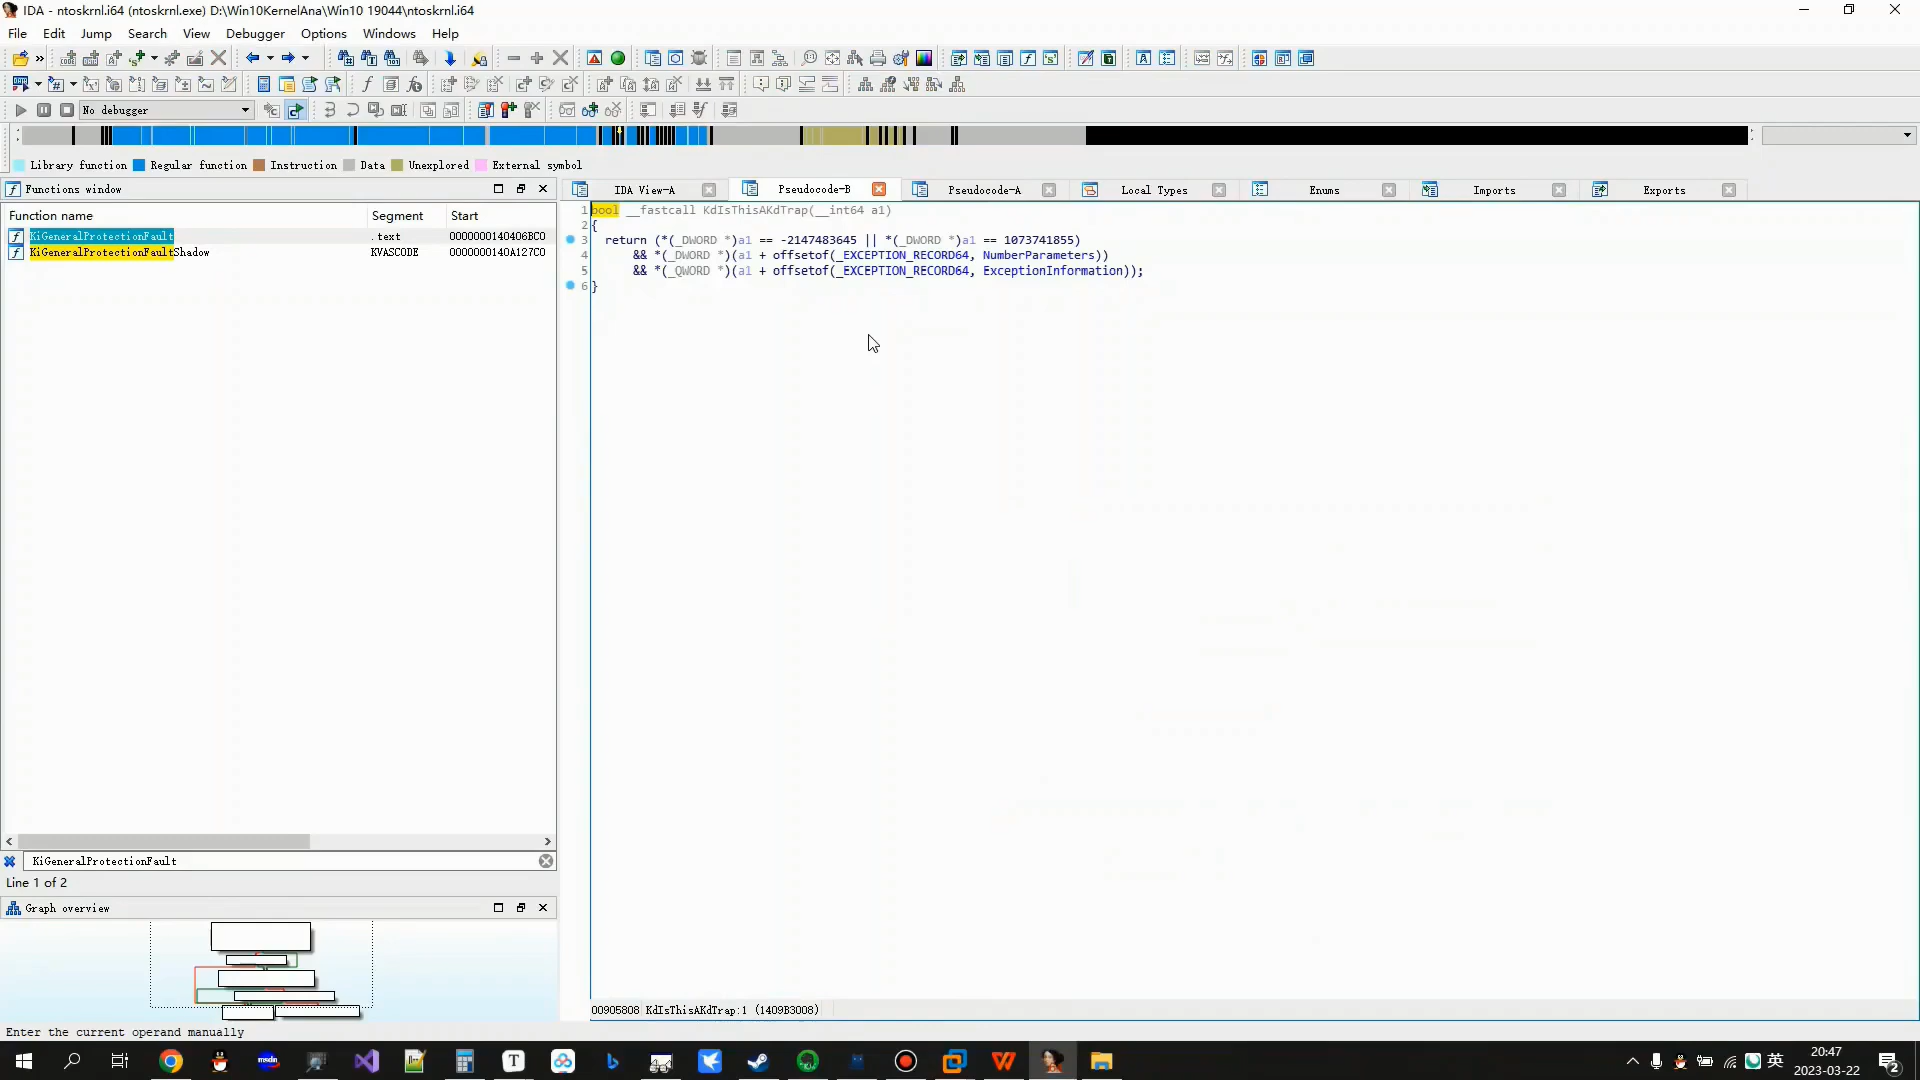 IDA - ntoskrnl.i64 (ntoskrnl.exe) D:\Win10KernelAna\Win10 19044\ntoskrnl.i64
File Edit Jump Search View Debugger Options Windows Help
No debugger
Library function Regular function Instruction Data Unexplored External symbol
Functions window
IDA View-A Pseudocode-B Pseudocode-A Local Types Enums Imports Exports
Function name Segment Start
KiGeneralProtectionFault .text 0000000140406BC0
KiGeneralProtectionFaultShadow KVASCODE 0000000140A127C0
1 bool __fastcall KdIsThisAKdTrap(__int64 a1)
2 {
3 return (*(_DWORD *)a1 == -2147483645 || *(_DWORD *)a1 == 1073741855)
4 && *(_DWORD *)(a1 + offsetof(_EXCEPTION_RECORD64, NumberParameters))
5 && *(_QWORD *)(a1 + offsetof(_EXCEPTION_RECORD64, ExceptionInformation));
6 }
KiGeneralProtectionFault
Line 1 of 2
Graph overview
00905808 KdIsThisAKdTrap:1 (1409B3008)
Enter the current operand manually
英
20:47
2023-03-22
2